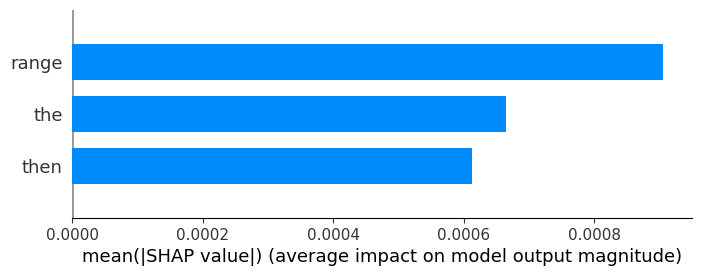 range
the
then
0.0000 0.0002 0.0004 0.0006 0.0008
mean(|SHAP value|) (average impact on model output magnitude)